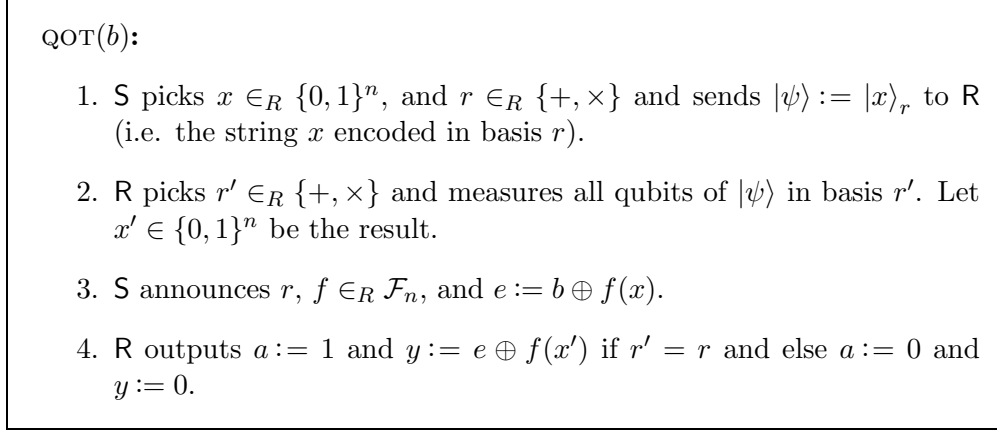 QOT(b):
1. S picks x ∈_R {0, 1}^n, and r ∈_R {+, ×} and sends |ψ⟩ := |x⟩_r to R
(i.e. the string x encoded in basis r).
2. R picks r′ ∈_R {+, ×} and measures all qubits of |ψ⟩ in basis r′. Let
x′ ∈ {0, 1}^n be the result.
3. S announces r, f ∈_R F_n, and e := b ⊕ f(x).
4. R outputs a := 1 and y := e ⊕ f(x′) if r′ = r and else a := 0 and
y := 0.